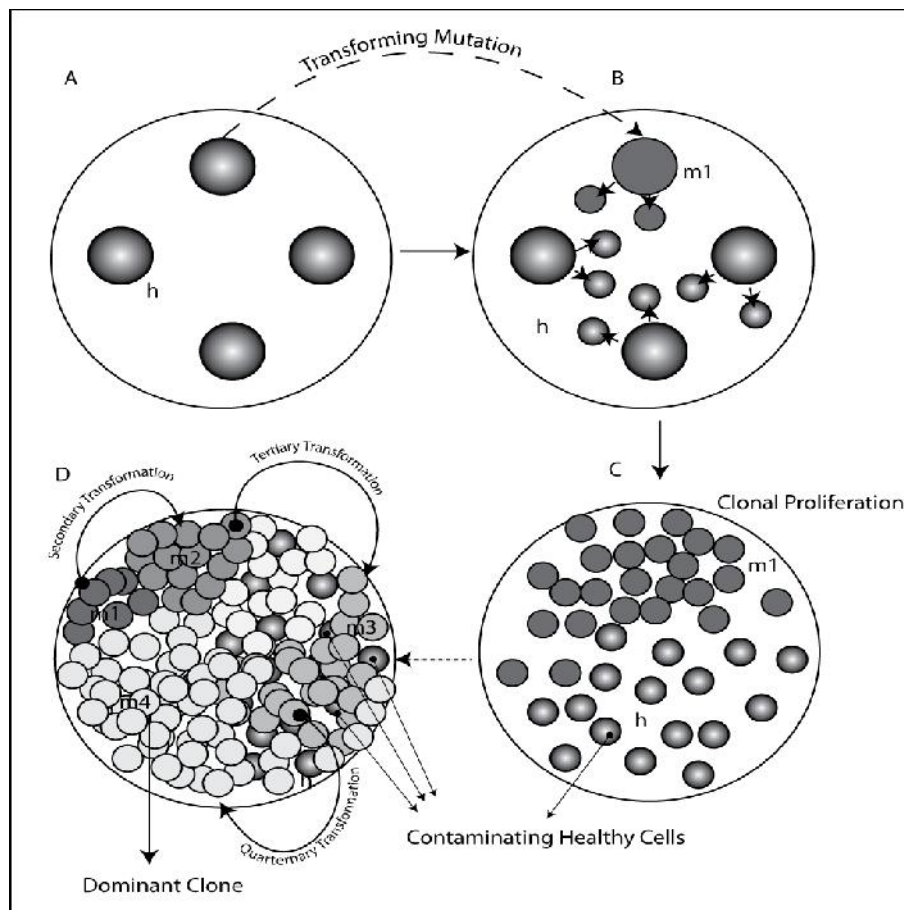 Transforming Mutation
A
B
m1
h
h
D
Secondary Transformation
Tertiary Transformation
C
Clonal Proliferation
m2
m1
m1
m3
m4
h
h
Quarternary Transfomnation
Contaminating Healthy Cells
Dominant Clone